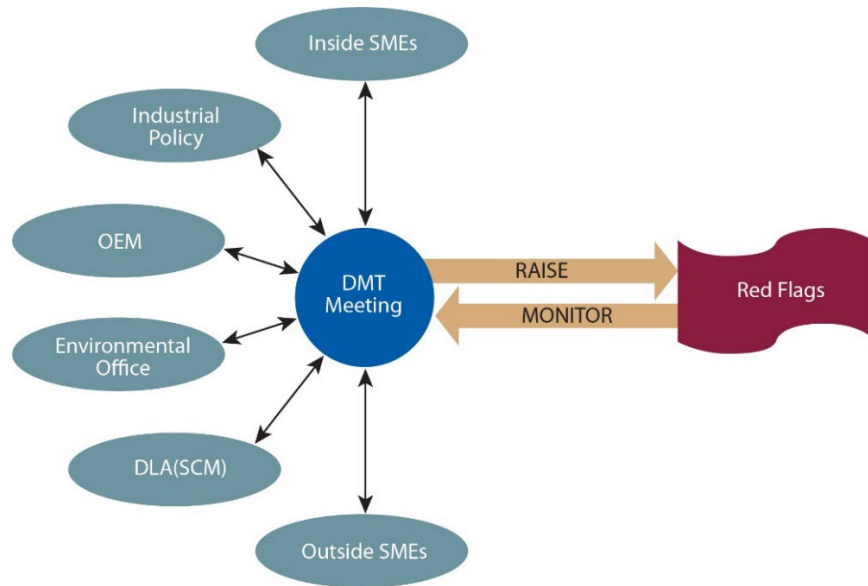 Inside SMEs
Industrial
Policy
OEM
Environmental
Office
DLA(SCM)
Outside SMEs
DMT
Meeting
RAISE
MONITOR
Red Flags